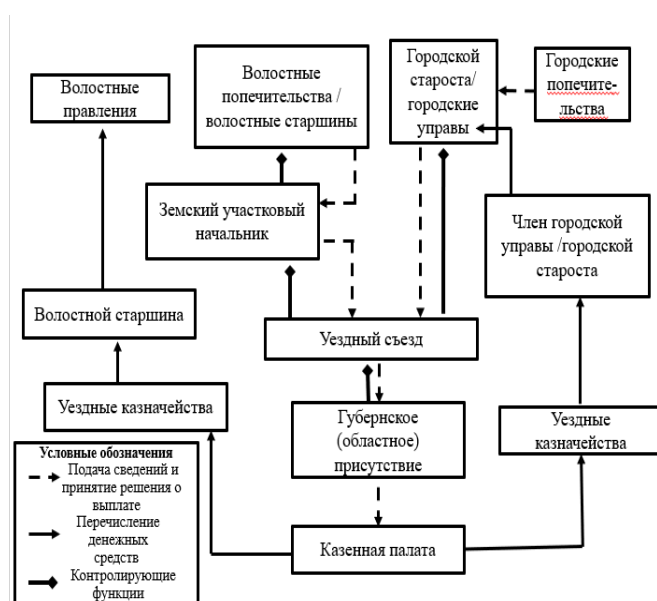 Волостные
правления
Волостные
попечительства /
волостные старшины
Городской
староста/
городские
управы
Городские
попечите-
льства
Земский участковый
начальник
Член городской
управы /городской
староста
Волостной старшина
Уездный съезд
Уездные казначейства
Губернское
(областное)
присутствие
Уездные
казначейства
Казенная палата
Условные обозначения
Подача сведений и
принятие решения о
выплате
Перечисление
денежных
средств
Контролирующие
функции